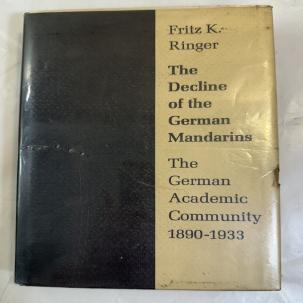 Fritz K.
Ringer
The
Decline
of the
German
Mandarins
The
German
Academic
Community
1890-1933